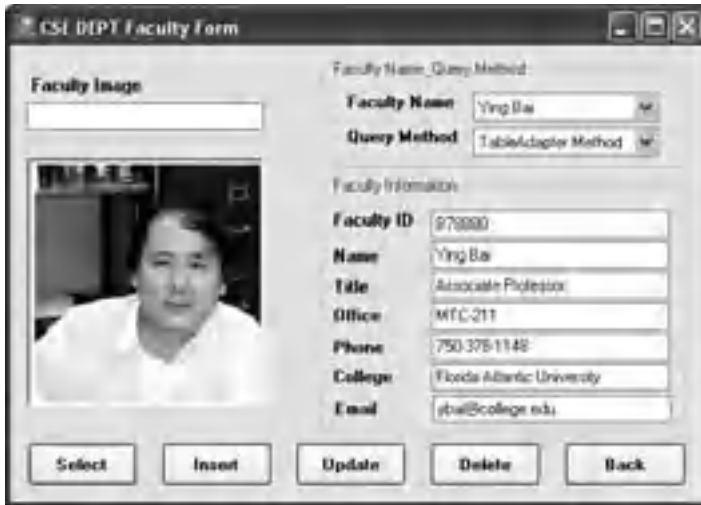 CSE DEPT Faculty Form
Faculty Image
Faculty Name_Query Method
Faculty Name
Ying Bai
Query Method
TableAdapter Method
Faculty Information
Faculty ID
Name
Ying Bai
Title
Associate Professor
Office
MTC-211
Phone
750-378-1148
College
Florida Atlantic University
Email
ybai@college.edu
Select
Insert
Update
Delete
Back